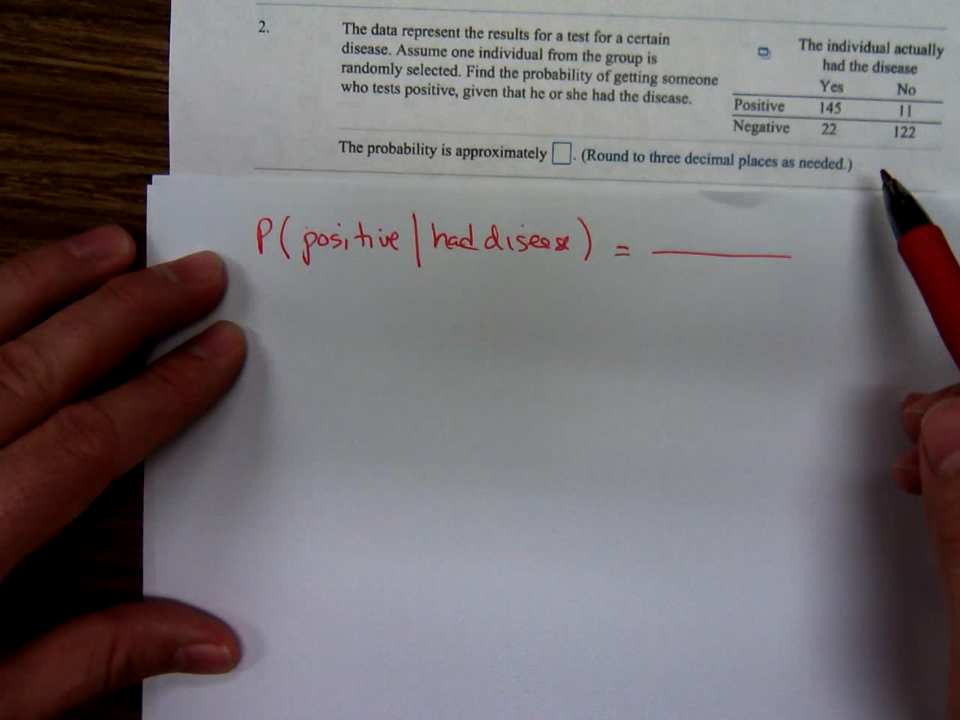 2.
The data represent the results for a test for a certain
disease. Assume one individual from the group is
randomly selected. Find the probability of getting someone
who tests positive, given that he or she had the disease.
The individual actually
had the disease
Yes No
Positive 145 11
Negative 22 122
The probability is approximately □. (Round to three decimal places as needed.)
P( positive | had disease ) = ______